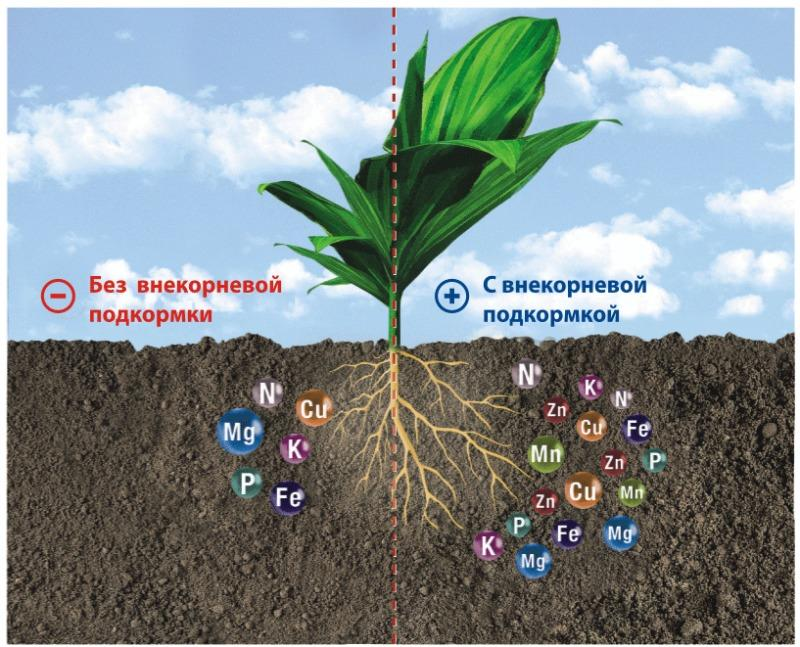 Без внекорневой
подкормки
С внекорневой
подкормкой
N
Cu
Mg
K
P
Fe
N
K
N
Zn
Cu
Fe
Mn
Zn
P
Cu
Mn
Zn
P
Fe
Mg
K
Mg